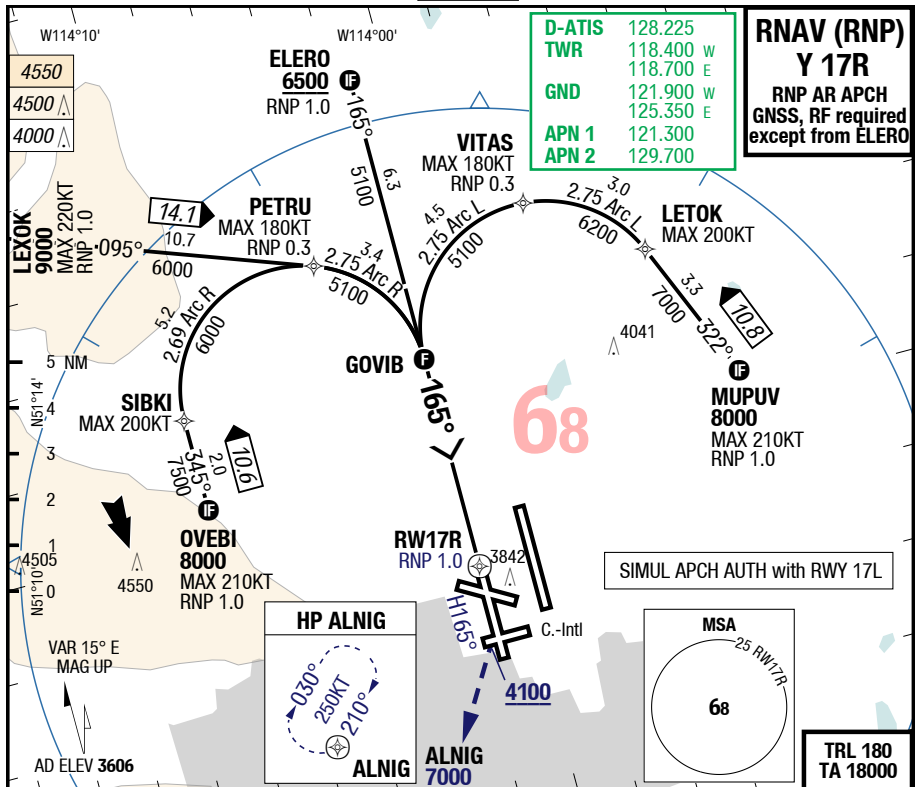 W114°10'
W114°00'
4550
4500
4000
D-ATIS 128.225
TWR 118.400 W
118.700 E
GND 121.900 W
125.350 E
APN 1 121.300
APN 2 129.700
RNAV (RNP)
Y 17R
RNP AR APCH
GNSS, RF required
except from ELERO
ELERO
6500
RNP 1.0
IF
165°
6.3
5100
VITAS
MAX 180KT
RNP 0.3
4.5
2.75 Arc L
5100
3.0
2.75 Arc L
6200
LETOK
MAX 200KT
3.3
7000
322°
10.8
IF
MUPUV
8000
MAX 210KT
RNP 1.0
LEXOK
9000
MAX 220KT
RNP 1.0
095°
14.1
10.7
6000
PETRU
MAX 180KT
RNP 0.3
3.4
2.75 Arc R
5100
5.2
2.69 Arc R
6000
GOVIB
F
165°
4041
68
5 NM
4
3
2
1
0
N51°14'
N51°10'
SIBKI
MAX 200KT
345°
2.0
7500
10.6
IF
OVEBI
8000
MAX 210KT
RNP 1.0
4505
4550
RW17R
RNP 1.0
3842
H165°
C.-Intl
4100
SIMUL APCH AUTH with RWY 17L
VAR 15° E
MAG UP
AD ELEV 3606
HP ALNIG
030°
250KT
210°
ALNIG
ALNIG
7000
MSA
25 RW17R
68
TRL 180
TA 18000